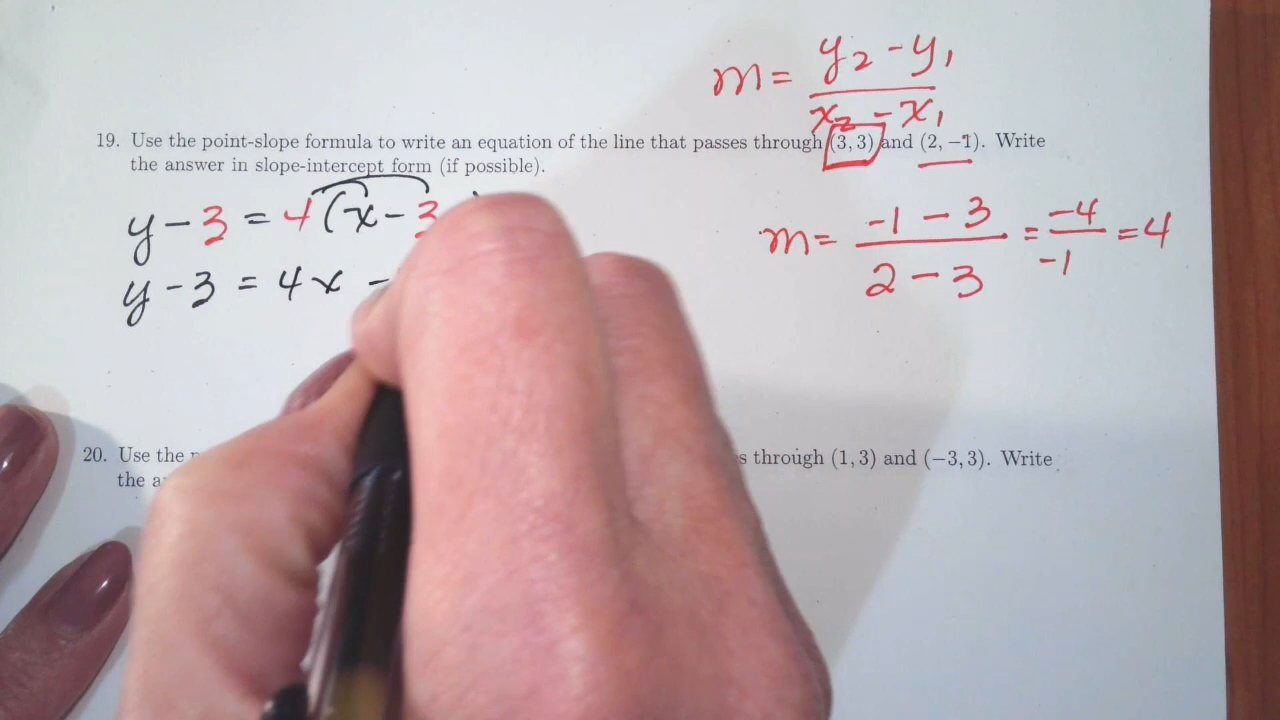 m = y₂ - y₁ / x₂ - x₁
19. Use the point-slope formula to write an equation of the line that passes through (3, 3) and (2, −1). Write
the answer in slope-intercept form (if possible).
y - 3 = 4(x - 3
m = -1 - 3 / 2 - 3 = -4 / -1 = 4
y - 3 = 4x -
20. Use the
through (1, 3) and (−3, 3). Write
the